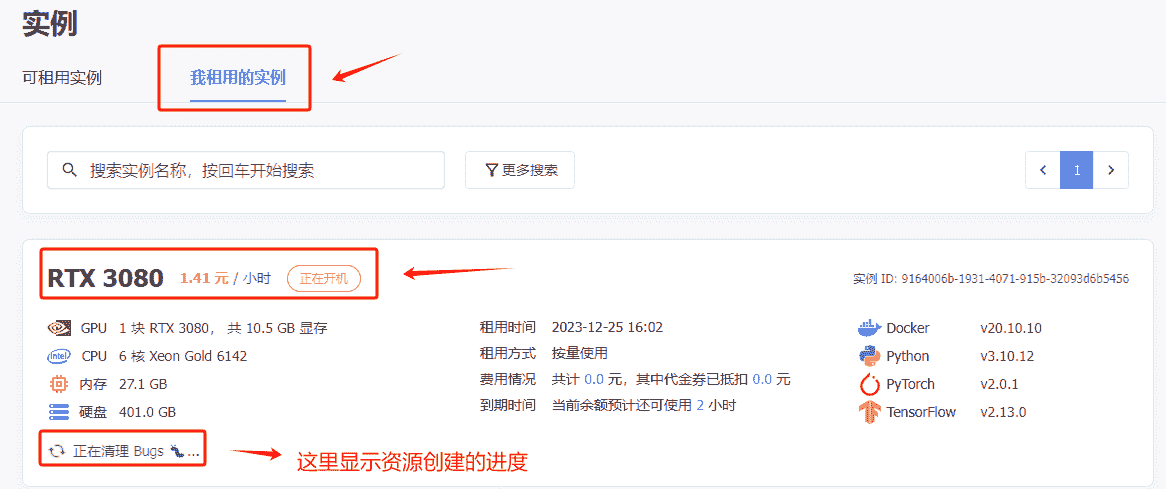 实例
可租用实例 我租用的实例
搜索实例名称，按回车开始搜索 更多搜索 1
RTX 3080 1.41 元 / 小时 正在开机 实例 ID: 9164006b-1931-4071-915b-32093d6b5456
GPU 1 块 RTX 3080， 共 10.5 GB 显存 租用时间 2023-12-25 16:02 Docker v20.10.10
intel CPU 6 核 Xeon Gold 6142 租用方式 按量使用 Python v3.10.12
内存 27.1 GB 费用情况 共计 0.0 元，其中代金券已抵扣 0.0 元 PyTorch v2.0.1
硬盘 401.0 GB 到期时间 当前余额预计还可使用 2 小时 TensorFlow v2.13.0
正在清理 Bugs 🐛... 这里显示资源创建的进度